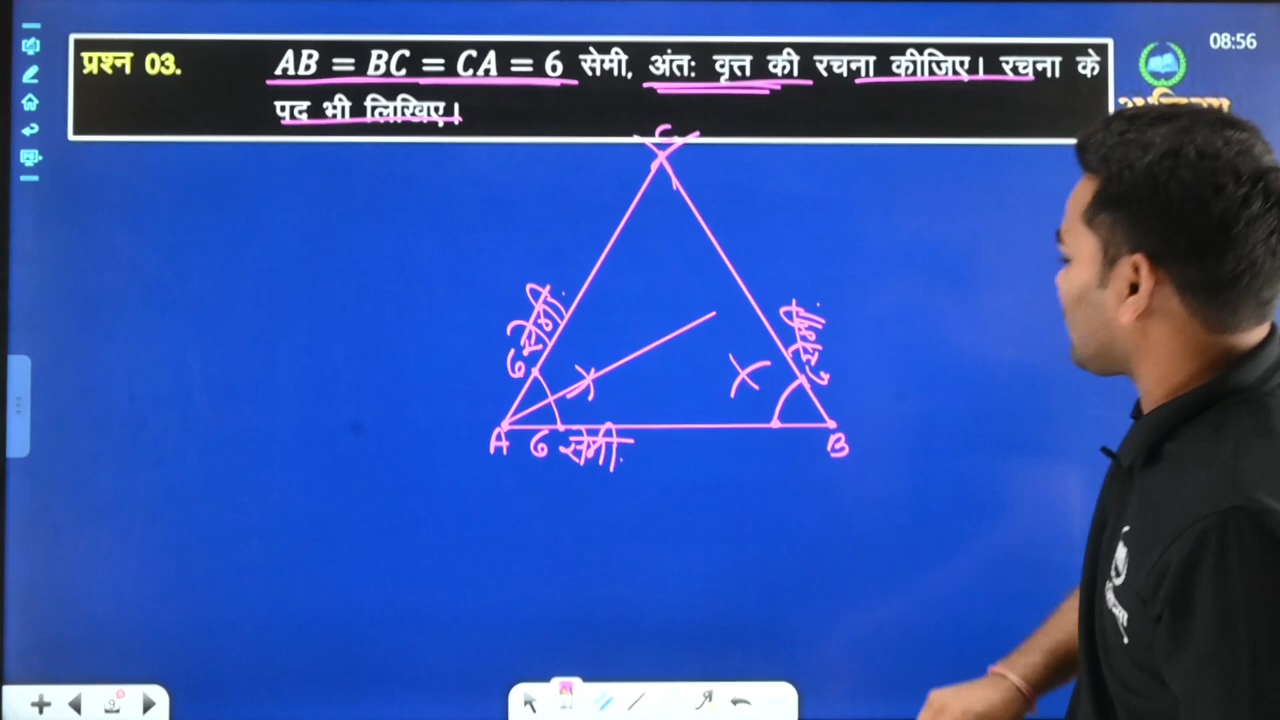 08:56
प्रश्न 03. AB = BC = CA = 6 सेमी, अंत: वृत्त की रचना कीजिए। रचना के
पद भी लिखिए।
C
6 सेमी.
6 सेमी.
A 6 सेमी. B